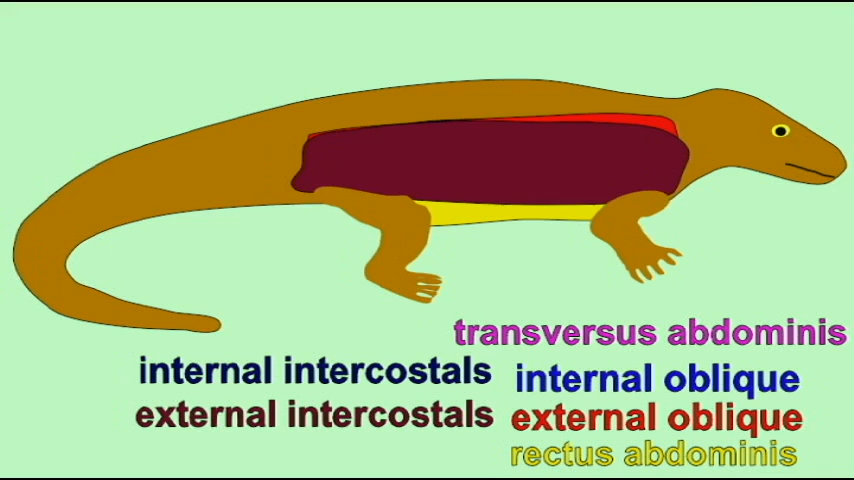 transversus abdominis
internal intercostals
internal oblique
external intercostals
external oblique
rectus abdominis